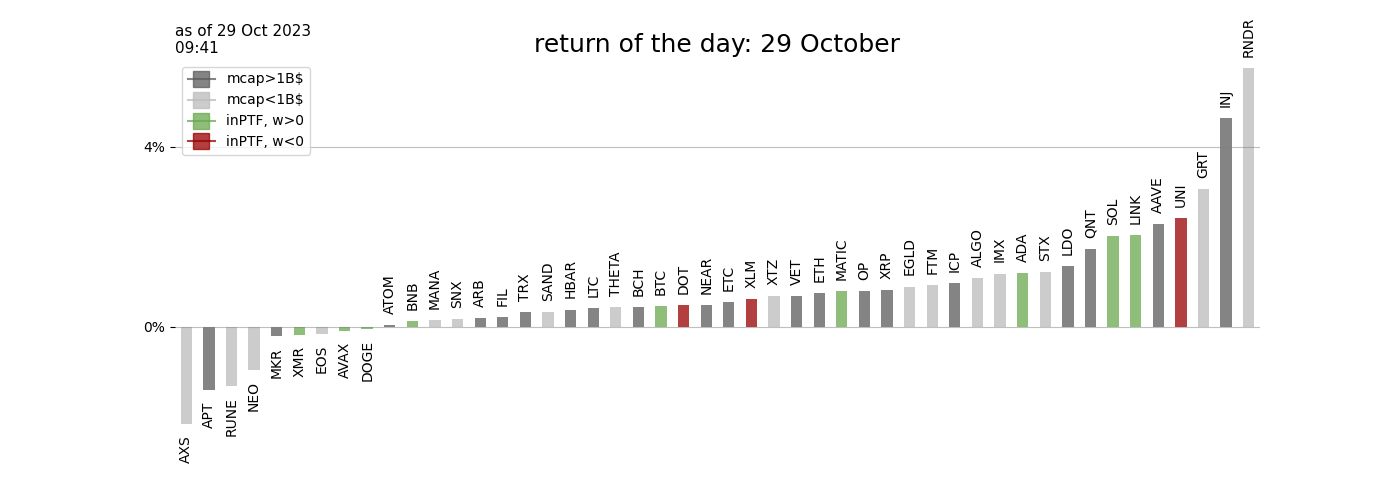 as of 29 Oct 2023
09:41
return of the day: 29 October
mcap>1B$
mcap<1B$
inPTF, w>0
inPTF, w<0
4%
0%
AXS
APT
RUNE
NEO
MKR
XMR
EOS
AVAX
DOGE
ATOM
BNB
MANA
SNX
ARB
FIL
TRX
SAND
HBAR
LTC
THETA
BCH
BTC
DOT
NEAR
ETC
XLM
XTZ
VET
ETH
MATIC
OP
XRP
EGLD
FTM
ICP
ALGO
IMX
ADA
STX
LDO
QNT
SOL
LINK
AAVE
UNI
GRT
INJ
RNDR